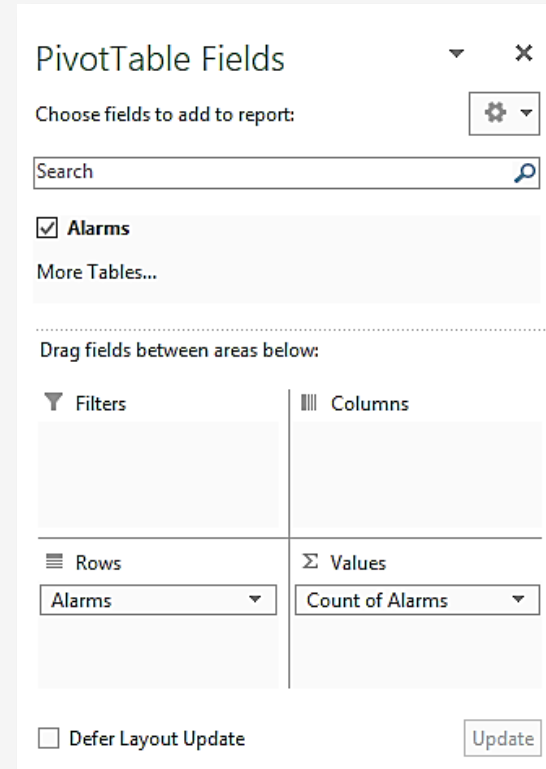 PivotTable Fields
Choose fields to add to report:
Search
Alarms
More Tables...
Drag fields between areas below:
Filters
Columns
Rows
Σ Values
Alarms
Count of Alarms
Defer Layout Update
Update